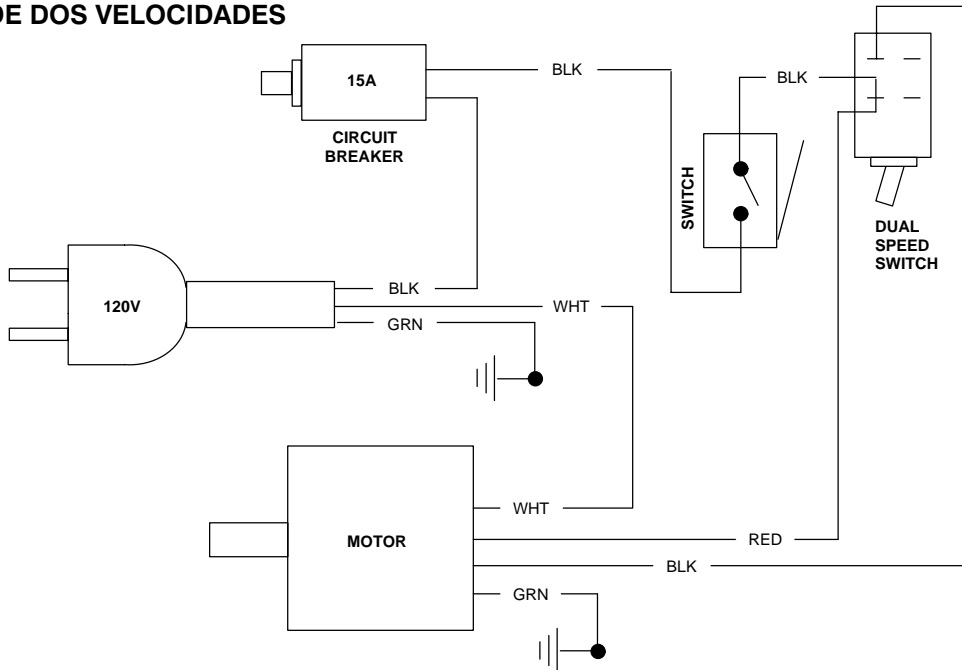 DE DOS VELOCIDADES
15A
CIRCUIT
BREAKER
BLK
BLK
SWITCH
DUAL
SPEED
SWITCH
120V
BLK
WHT
GRN
MOTOR
WHT
RED
BLK
GRN